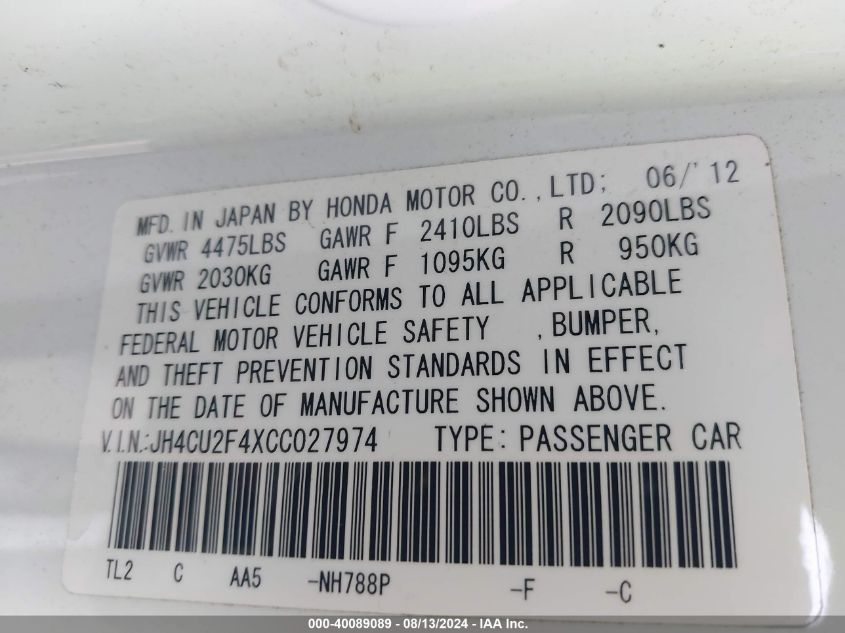 MFD. IN JAPAN BY HONDA MOTOR CO.,LTD; 06/'12
GVWR 4475LBS GAWR F 2410LBS R 2090LBS
GVWR 2030KG GAWR F 1095KG R 950KG
THIS VEHICLE CONFORMS TO ALL APPLICABLE
FEDERAL MOTOR VEHICLE SAFETY ,BUMPER,
AND THEFT PREVENTION STANDARDS IN EFFECT
ON THE DATE OF MANUFACTURE SHOWN ABOVE.
V.I.N.:JH4CU2F4XCC027974 TYPE: PASSENGER CAR
TL2 C AA5 -NH788P -F -C
000-40089089 - 08/13/2024 - IAA Inc.